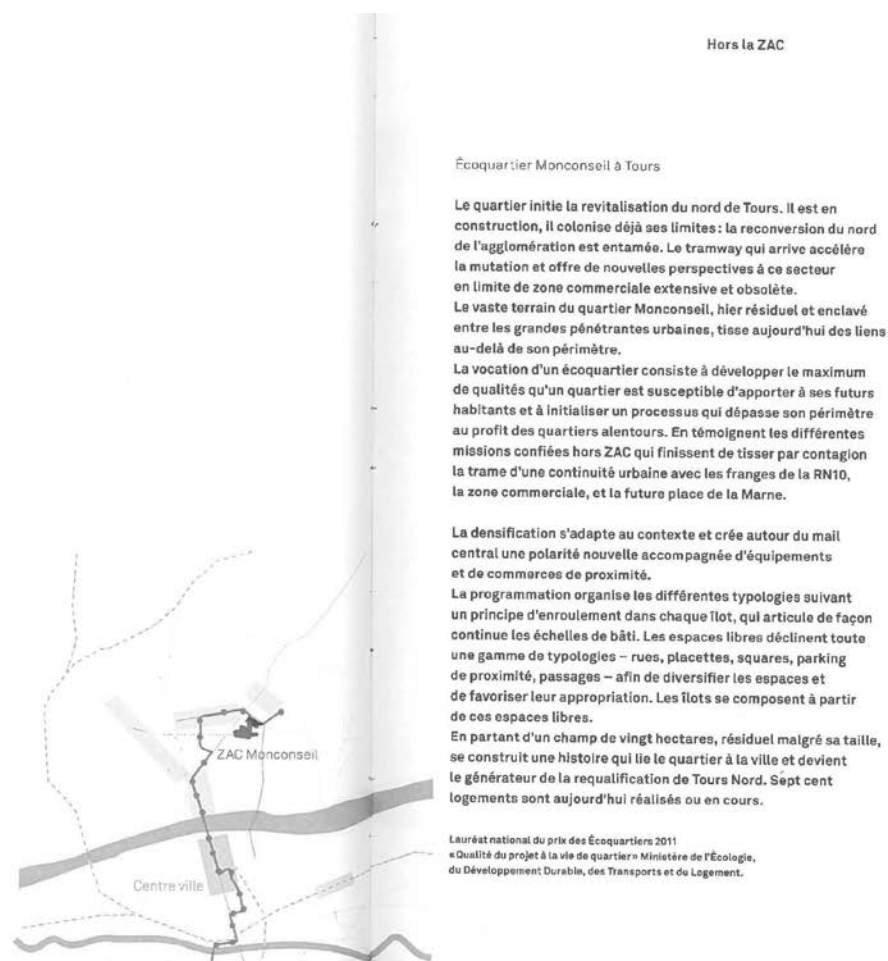 Hors la ZAC
Écoquartier Monconseil à Tours
Le quartier initie la revitalisation du nord de Tours. Il est en
construction, il colonise déjà ses limites : la reconversion du nord
de l'agglomération est entamée. Le tramway qui arrive accélère
la mutation et offre de nouvelles perspectives à ce secteur
en limite de zone commerciale extensive et obsolète.
Le vaste terrain du quartier Monconseil, hier résiduel et enclavé
entre les grandes pénétrantes urbaines, tisse aujourd'hui des liens
au-delà de son périmètre.
La vocation d'un écoquartier consiste à développer le maximum
de qualités qu'un quartier est susceptible d'apporter à ses futurs
habitants et à initialiser un processus qui dépasse son périmètre
au profit des quartiers alentours. En témoignent les différentes
missions confiées hors ZAC qui finissent de tisser par contagion
la trame d'une continuité urbaine avec les franges de la RN10,
la zone commerciale, et la future place de la Marne.
La densification s'adapte au contexte et crée autour du mail
central une polarité nouvelle accompagnée d'équipements
et de commerces de proximité.
La programmation organise les différentes typologies suivant
un principe d'enroulement dans chaque îlot, qui articule de façon
continue les échelles de bâti. Les espaces libres déclinent toute
une gamme de typologies – rues, placettes, squares, parking
de proximité, passages – afin de diversifier les espaces et
de favoriser leur appropriation. Les îlots se composent à partir
de ces espaces libres.
En partant d'un champ de vingt hectares, résiduel malgré sa taille,
se construit une histoire qui lie le quartier à la ville et devient
le générateur de la requalification de Tours Nord. Sept cent
logements sont aujourd'hui réalisés ou en cours.
Lauréat national du prix des Écoquartiers 2011
«Qualité du projet à la vie de quartier» Ministère de l'Écologie,
du Développement Durable, des Transports et du Logement.
ZAC Monconseil
Centre ville